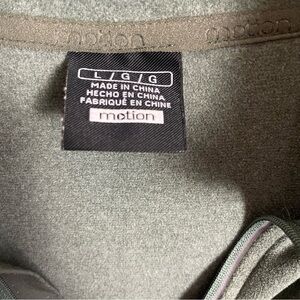 motion motion
L / G / G
MADE IN CHINA
HECHO EN CHINA
FABRIQUÉ EN CHINE
motion